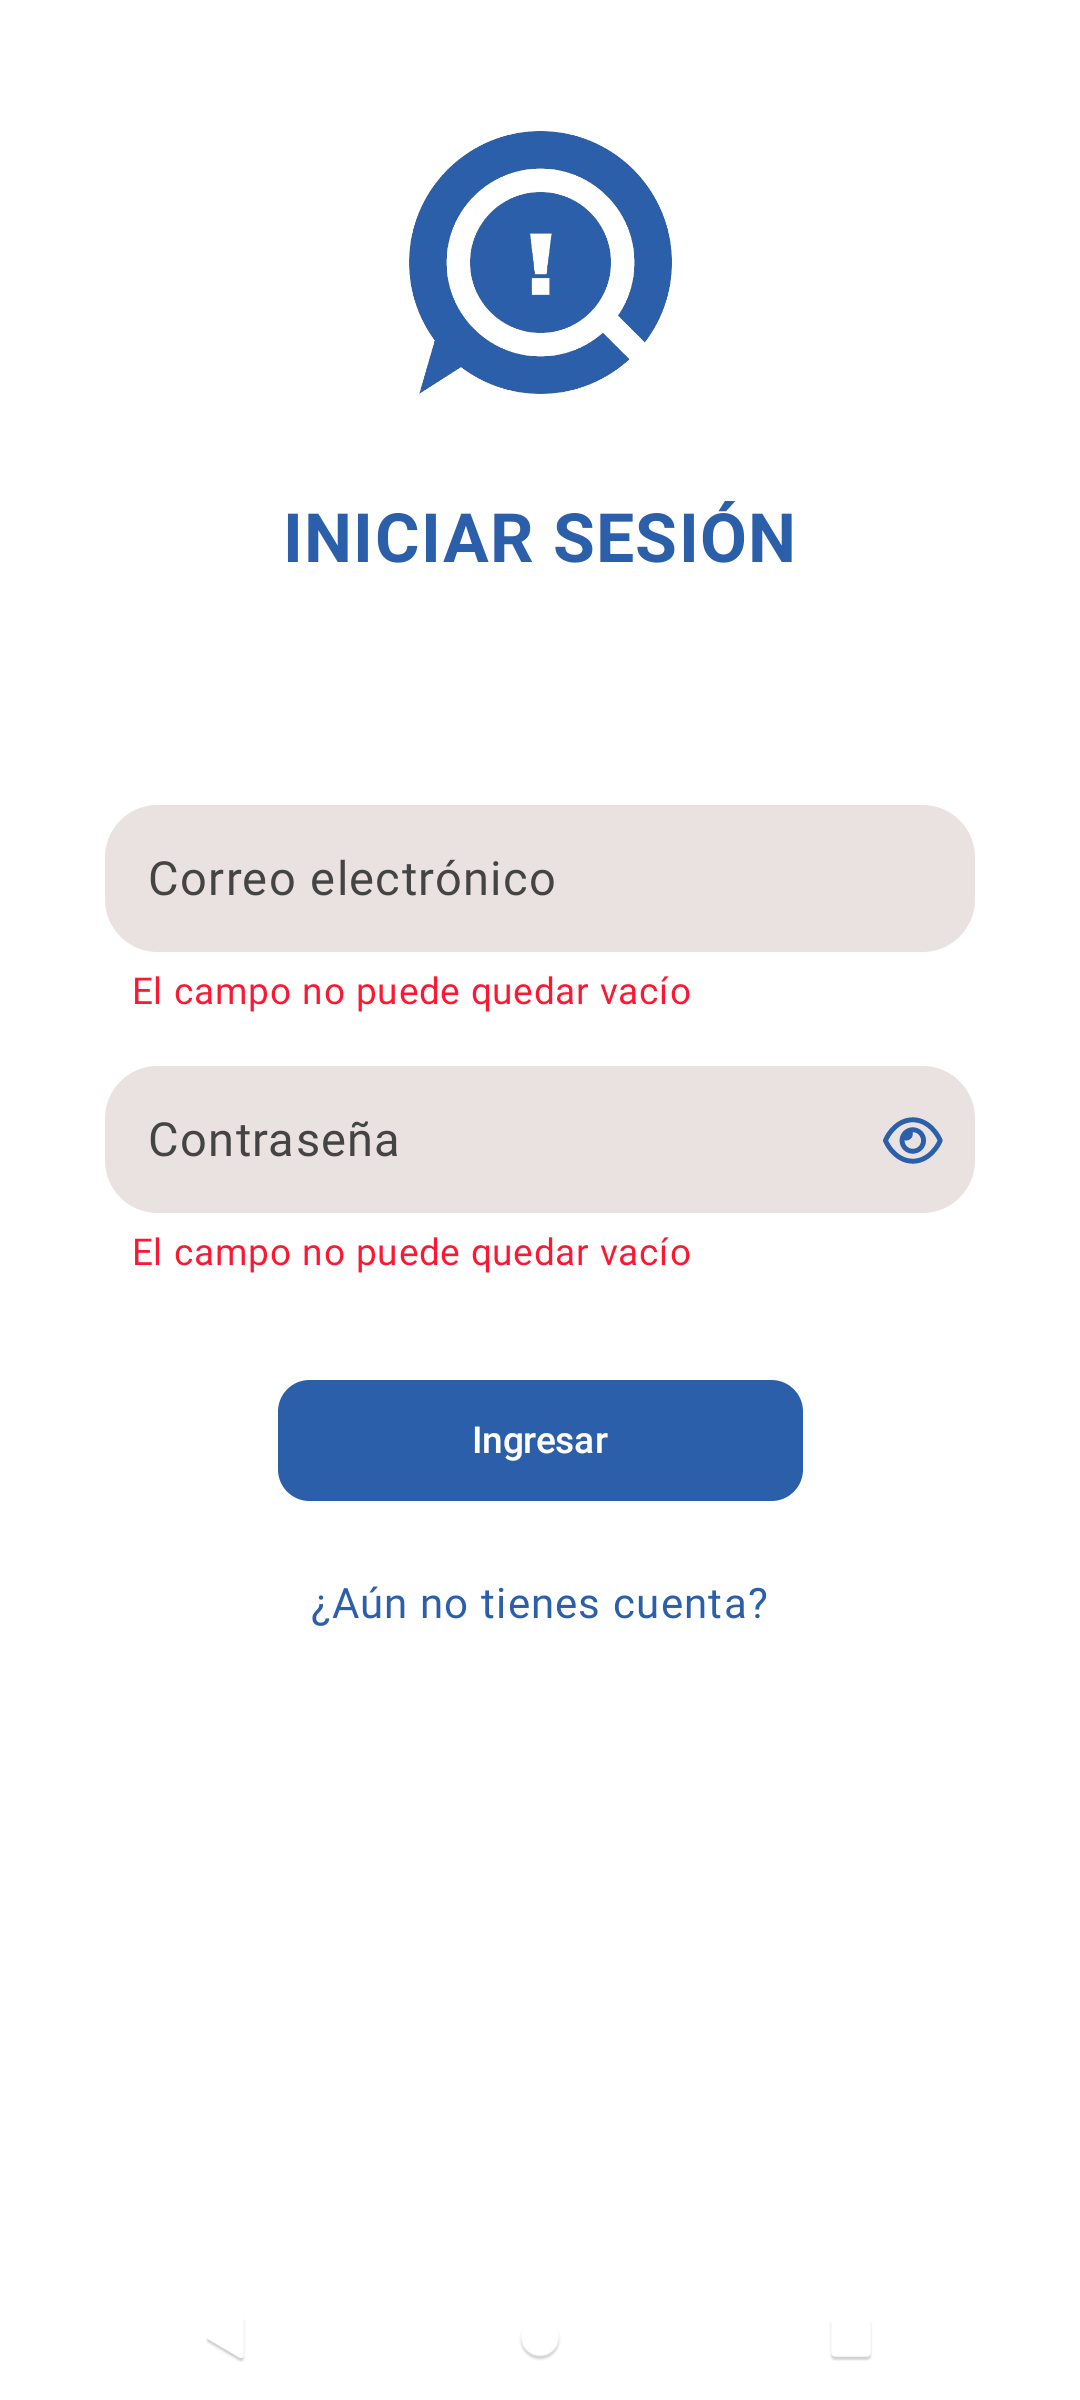 !
INICIAR SESIÓN
Correo electrónico
El campo no puede quedar vacío
Contraseña
El campo no puede quedar vacío
Ingresar
¿Aún no tienes cuenta?